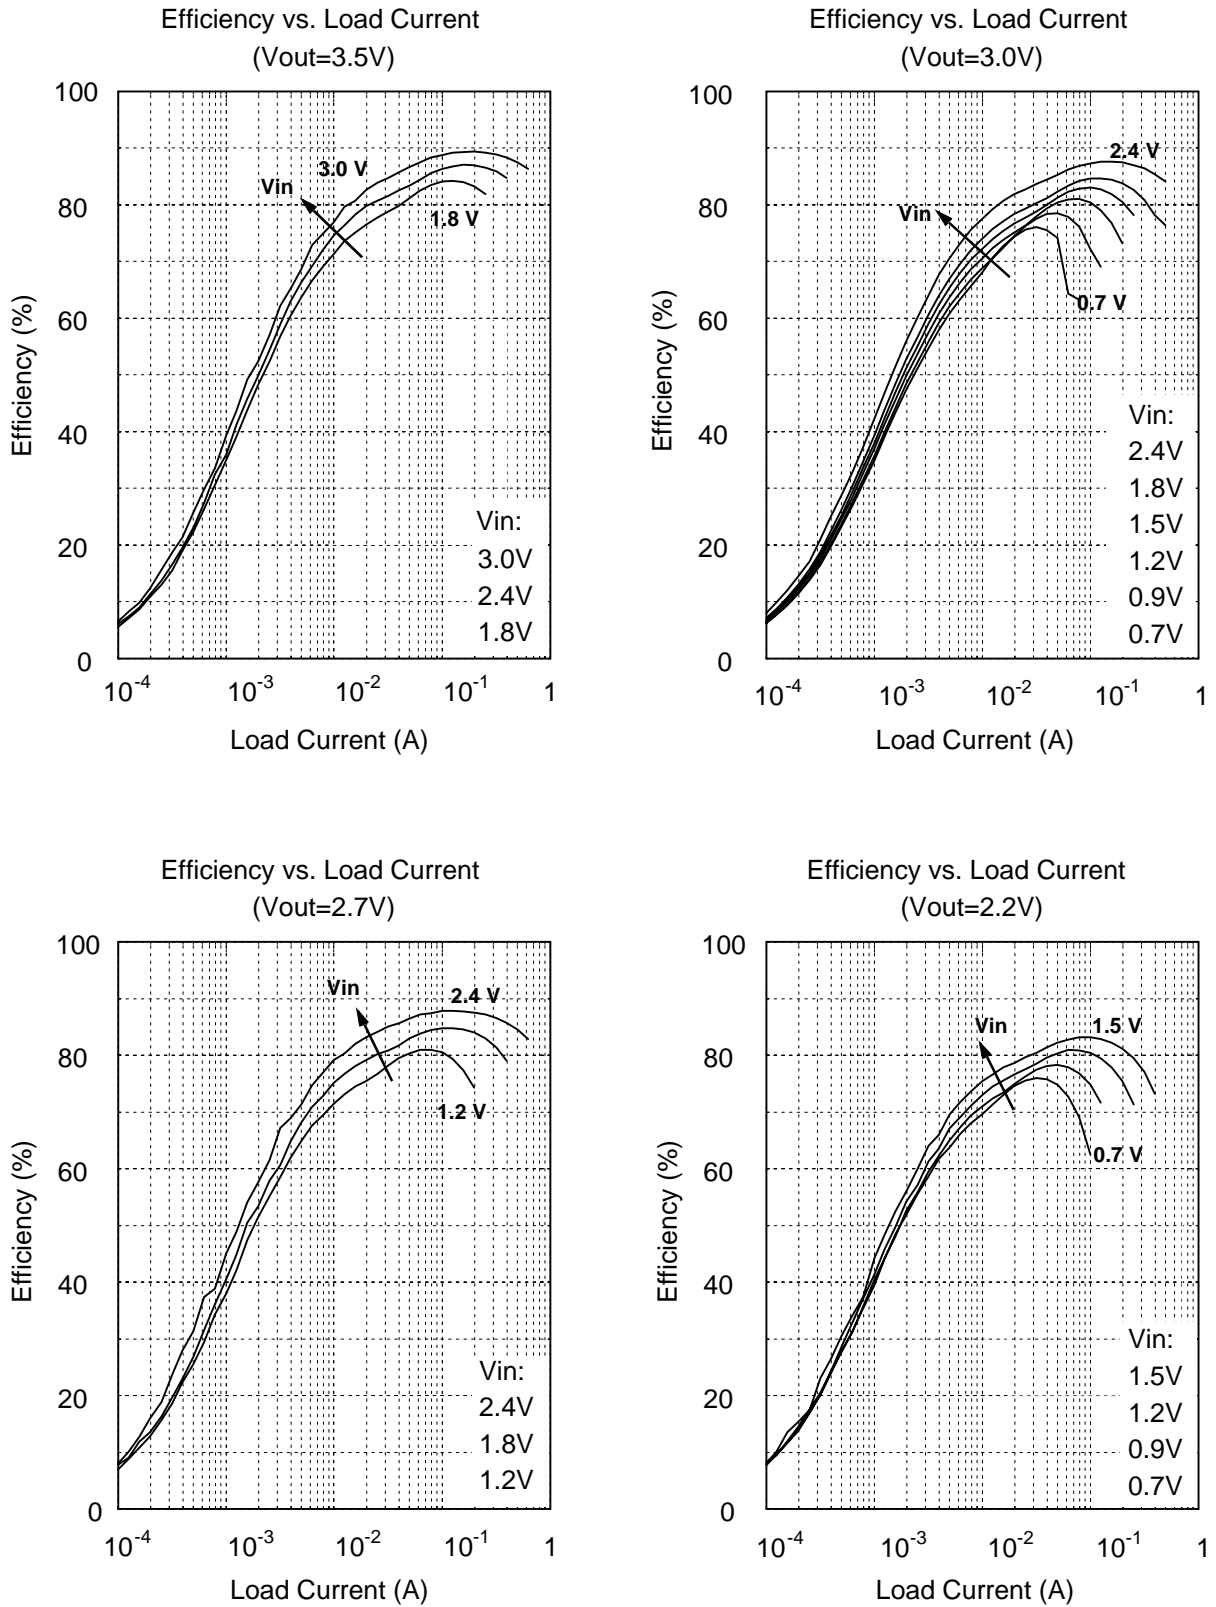 Efficiency vs. Load Current
(Vout=3.5V)
100
80
60
40
20
0
Efficiency (%)
3.0 V
Vin
1.8 V
Vin:
3.0V
2.4V
1.8V
10-4
10-3
10-2
10-1
1
Load Current (A)
Efficiency vs. Load Current
(Vout=3.0V)
100
80
60
40
20
0
Efficiency (%)
2.4 V
Vin
0.7 V
Vin:
2.4V
1.8V
1.5V
1.2V
0.9V
0.7V
10-4
10-3
10-2
10-1
1
Load Current (A)
Efficiency vs. Load Current
(Vout=2.7V)
100
80
60
40
20
0
Efficiency (%)
Vin
2.4 V
1.2 V
Vin:
2.4V
1.8V
1.2V
10-4
10-3
10-2
10-1
1
Load Current (A)
Efficiency vs. Load Current
(Vout=2.2V)
100
80
60
40
20
0
Efficiency (%)
Vin
1.5 V
0.7 V
Vin:
1.5V
1.2V
0.9V
0.7V
10-4
10-3
10-2
10-1
1
Load Current (A)